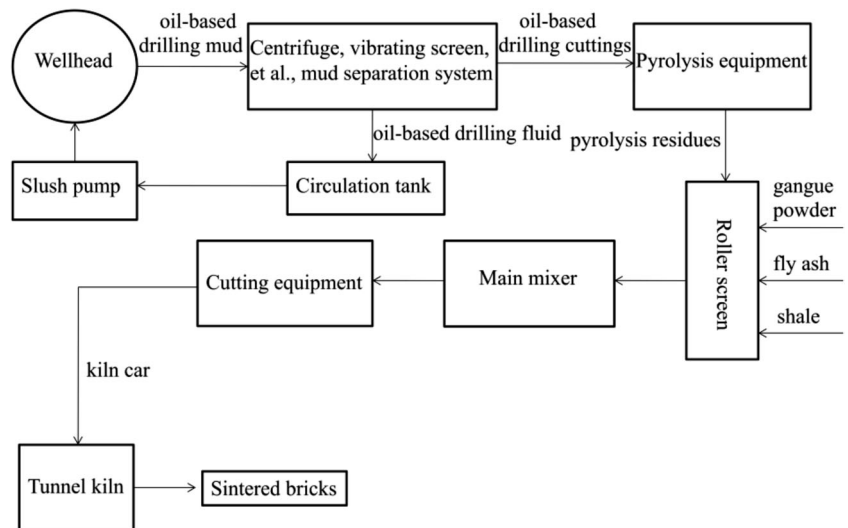 oil-based
drilling mud
oil-based
drilling cuttings
Wellhead
Centrifuge, vibrating screen,
et al., mud separation system
Pyrolysis equipment
oil-based drilling fluid
pyrolysis residues
Slush pump
Circulation tank
gangue
powder
Roller screen
fly ash
shale
Main mixer
Cutting equipment
kiln car
Tunnel kiln
Sintered bricks